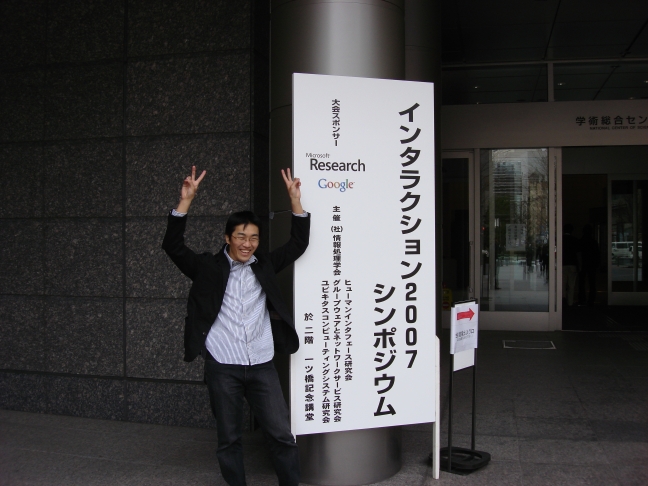 インタラクション2007
シンポジウム
大会スポンサー
Microsoft
Research
Google
主催
(社)情報処理学会
ヒューマンインタフェース研究会
グループウェアとネットワークサービス研究会
ユビキタスコンピューティングシステム研究会
於 二階 一ツ橋記念講堂
学術総合セン